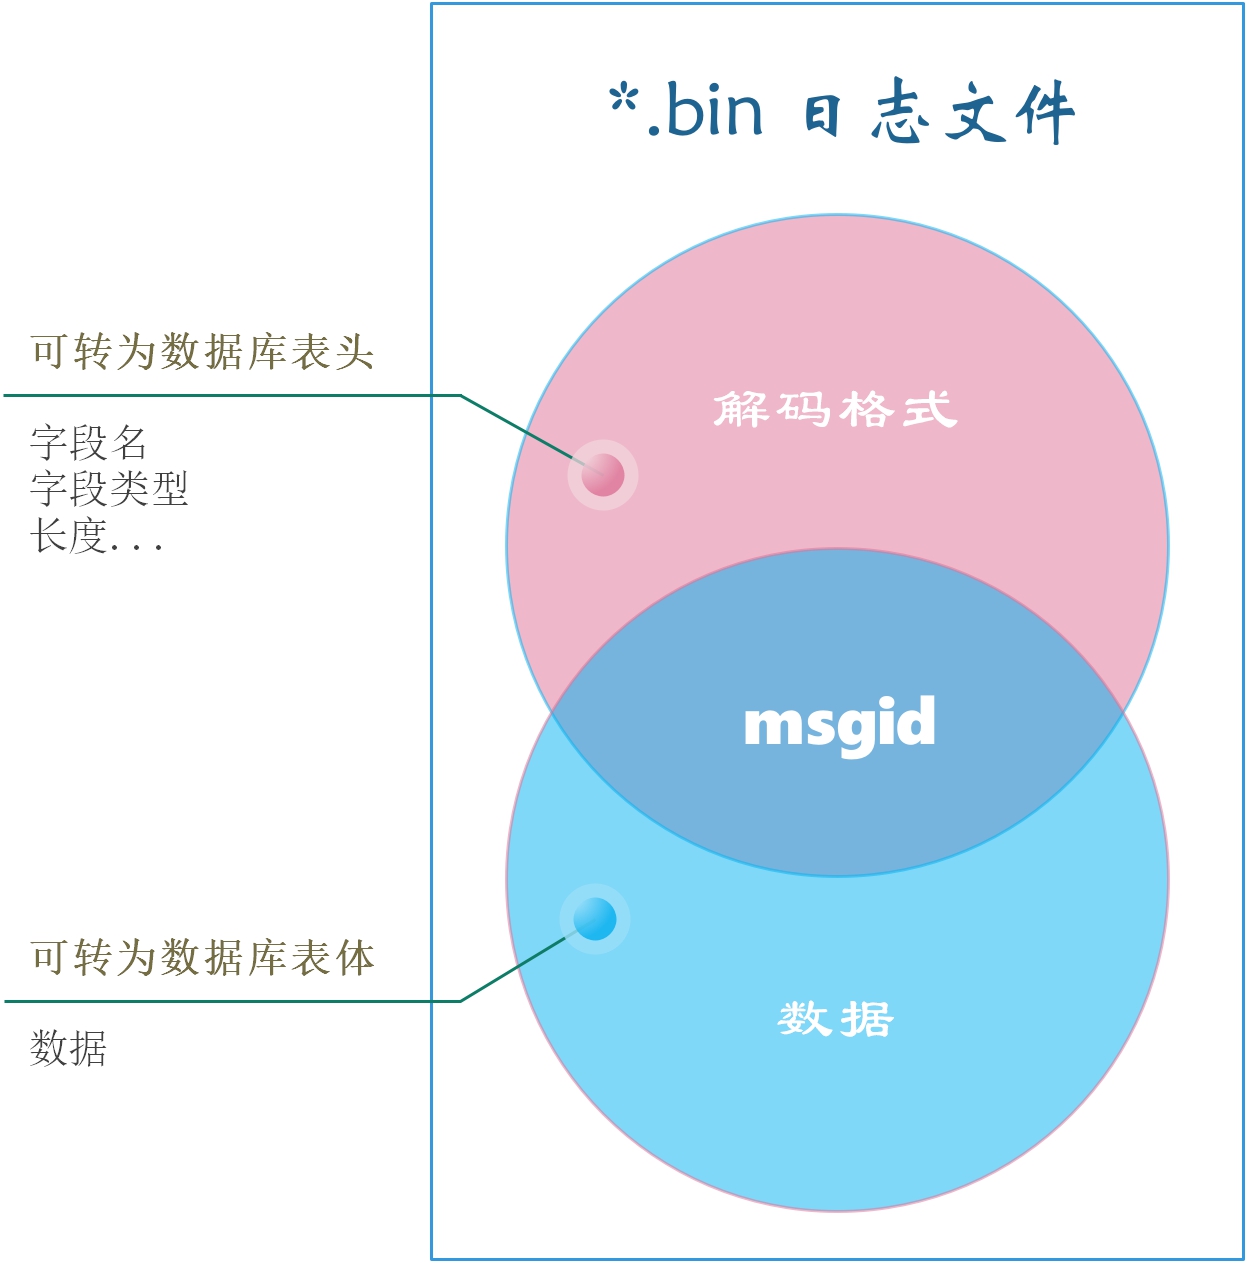 *.bin 日志文件
可转为数据库表头
字段名
字段类型
长度...
解码格式
msgid
可转为数据库表体
数据
数据